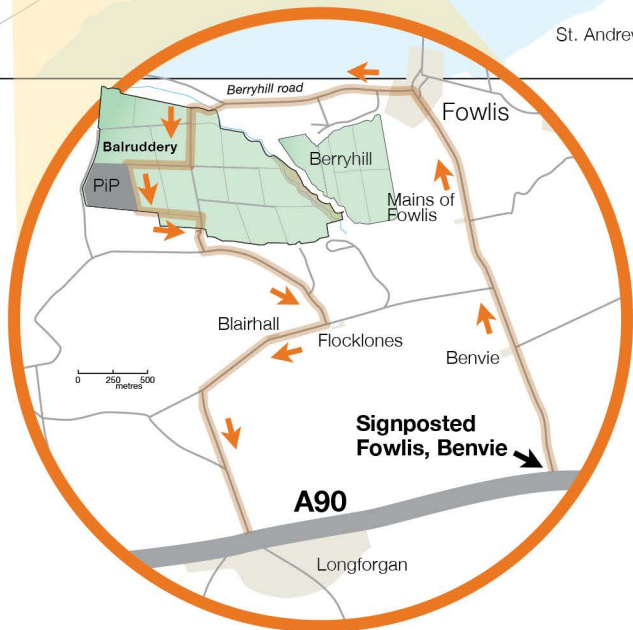 St. Andrew
Berryhill road
Fowlis
Balruddery
Berryhill
PiP
Mains of
Fowlis
Blairhall
Flocklones
Benvie
0 250 500
metres
Signposted
Fowlis, Benvie
A90
Longforgan